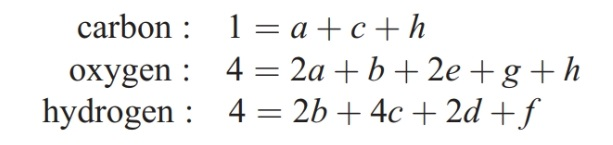 carbon : 1 = a + c + h
oxygen : 4 = 2a + b + 2e + g + h
hydrogen : 4 = 2b + 4c + 2d + f